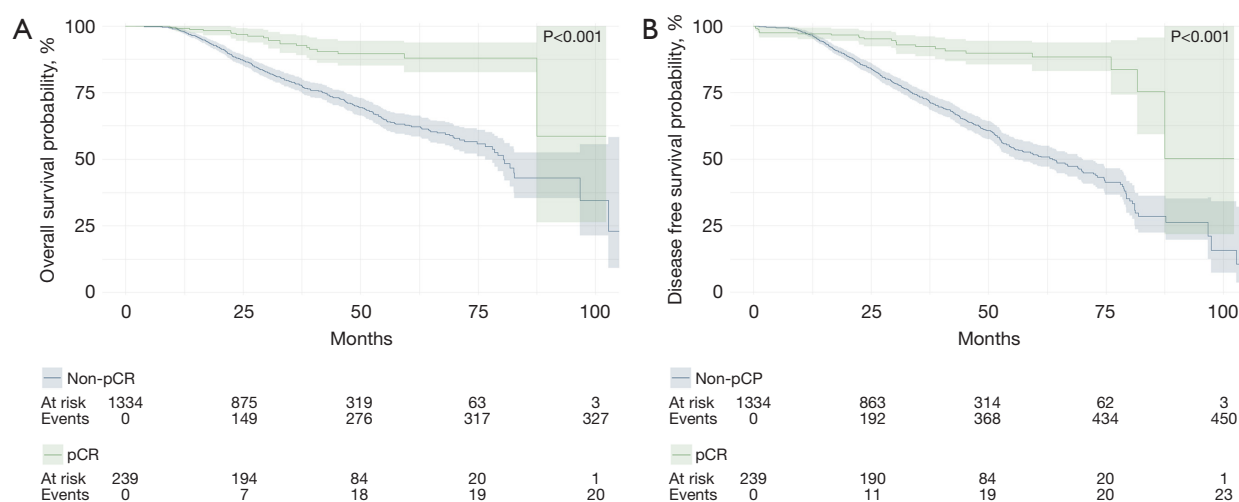 A
Overall survival probability, %
100
75
50
25
0
P<0.001
0 25 50 75 100
Months
Non-pCR
At risk 1334 875 319 63 3
Events 0 149 276 317 327
pCR
At risk 239 194 84 20 1
Events 0 7 18 19 20
B
Disease free survival probability, %
100
75
50
25
0
P<0.001
0 25 50 75 100
Months
Non-pCP
At risk 1334 863 314 62 3
Events 0 192 368 434 450
pCR
At risk 239 190 84 20 1
Events 0 11 19 20 23